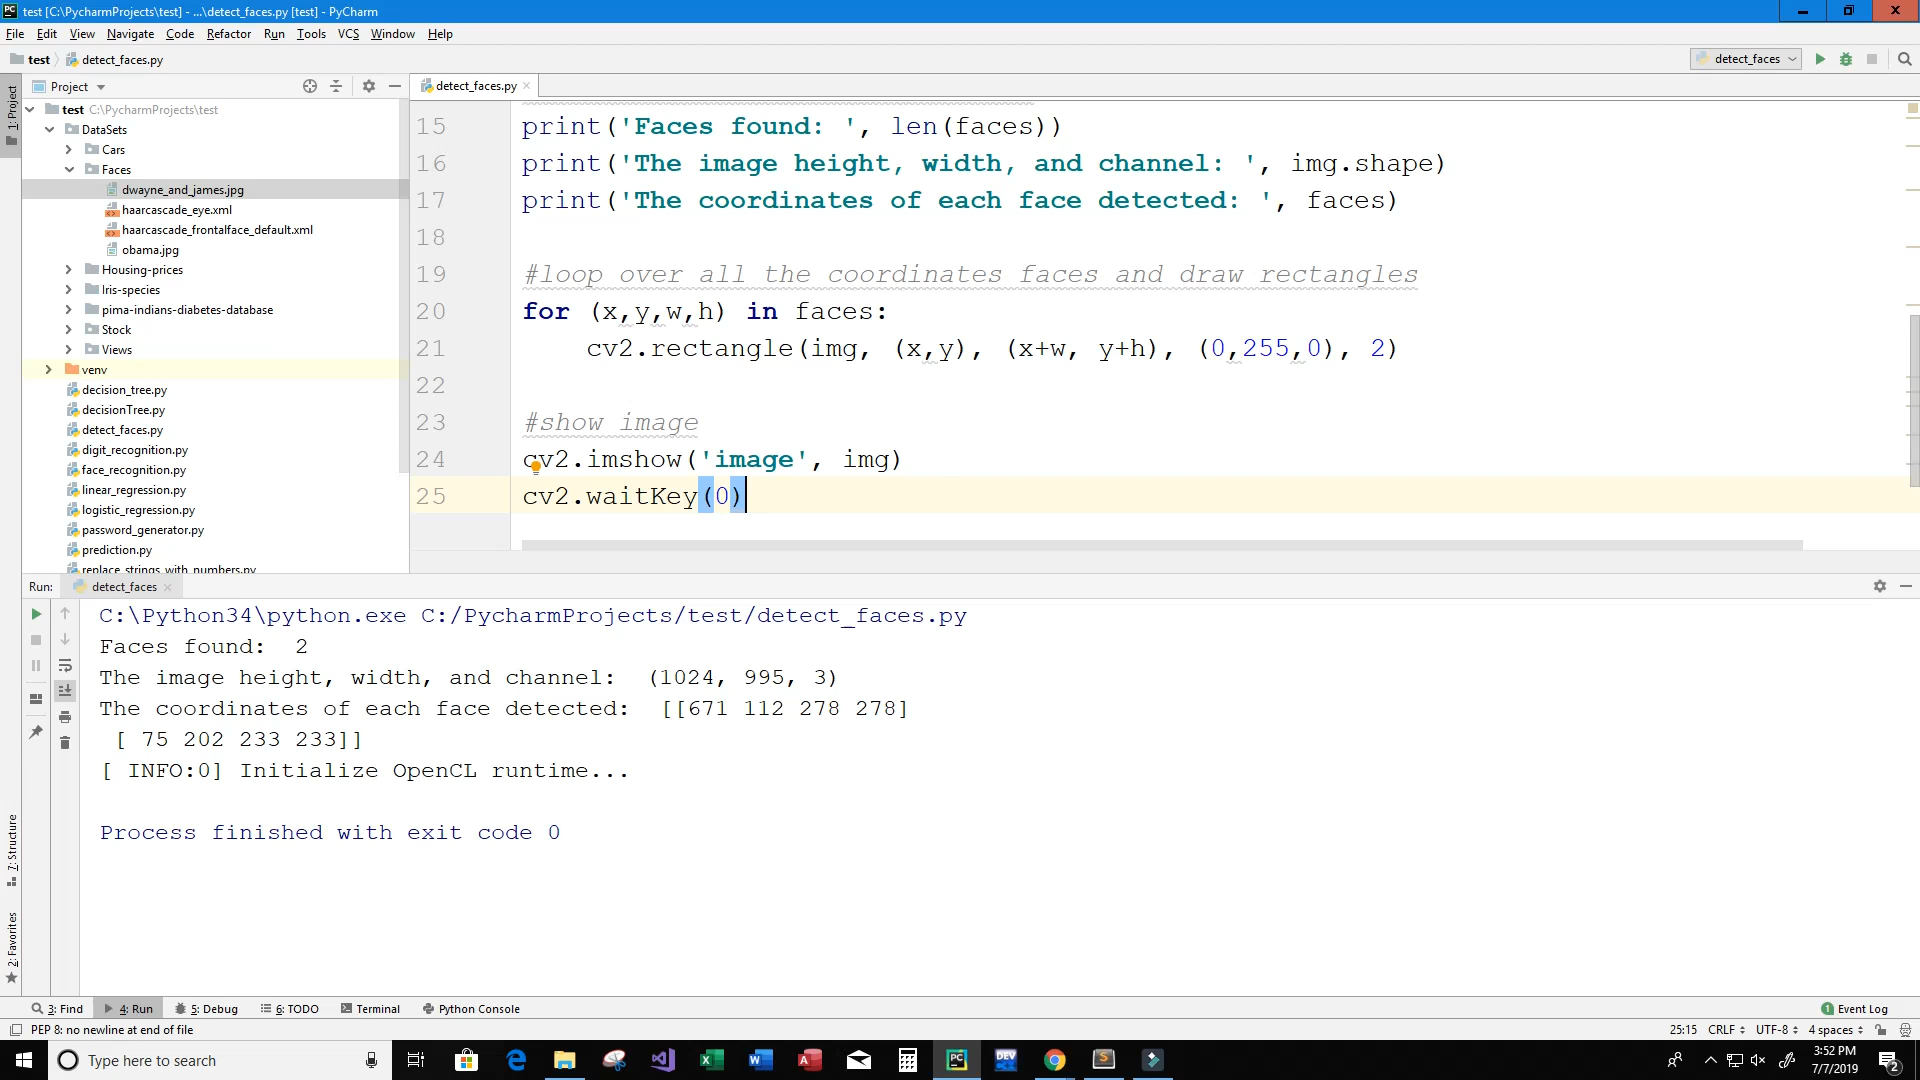 test [C:\PycharmProjects\test] - ...\detect_faces.py [test] - PyCharm
File Edit View Navigate Code Refactor Run Tools VCS Window Help
test detect_faces.py detect_faces
1: Project
Project
test C:\PycharmProjects\test
DataSets
Cars
Faces
dwayne_and_james.jpg
haarcascade_eye.xml
haarcascade_frontalface_default.xml
obama.jpg
Housing-prices
Iris-species
pima-indians-diabetes-database
Stock
Views
venv
decision_tree.py
decisionTree.py
detect_faces.py
digit_recognition.py
face_recognition.py
linear_regression.py
logistic_regression.py
password_generator.py
prediction.py
replace_strings_with_numbers.py
detect_faces.py
15 print('Faces found: ', len(faces))
16 print('The image height, width, and channel: ', img.shape)
17 print('The coordinates of each face detected: ', faces)
18
19 #loop over all the coordinates faces and draw rectangles
20 for (x,y,w,h) in faces:
21 cv2.rectangle(img, (x,y), (x+w, y+h), (0,255,0), 2)
22
23 #show image
24 cv2.imshow('image', img)
25 cv2.waitKey(0)
Run: detect_faces
C:\Python34\python.exe C:/PycharmProjects/test/detect_faces.py
Faces found:  2
The image height, width, and channel:  (1024, 995, 3)
The coordinates of each face detected:  [[671 112 278 278]
[ 75 202 233 233]]
[ INFO:0] Initialize OpenCL runtime...
Process finished with exit code 0
7: Structure
2: Favorites
3: Find 4: Run 5: Debug 6: TODO Terminal Python Console 1 Event Log
PEP 8: no newline at end of file 25:15 CRLF UTF-8 4 spaces
Type here to search
DEV
3:52 PM
7/7/2019
2